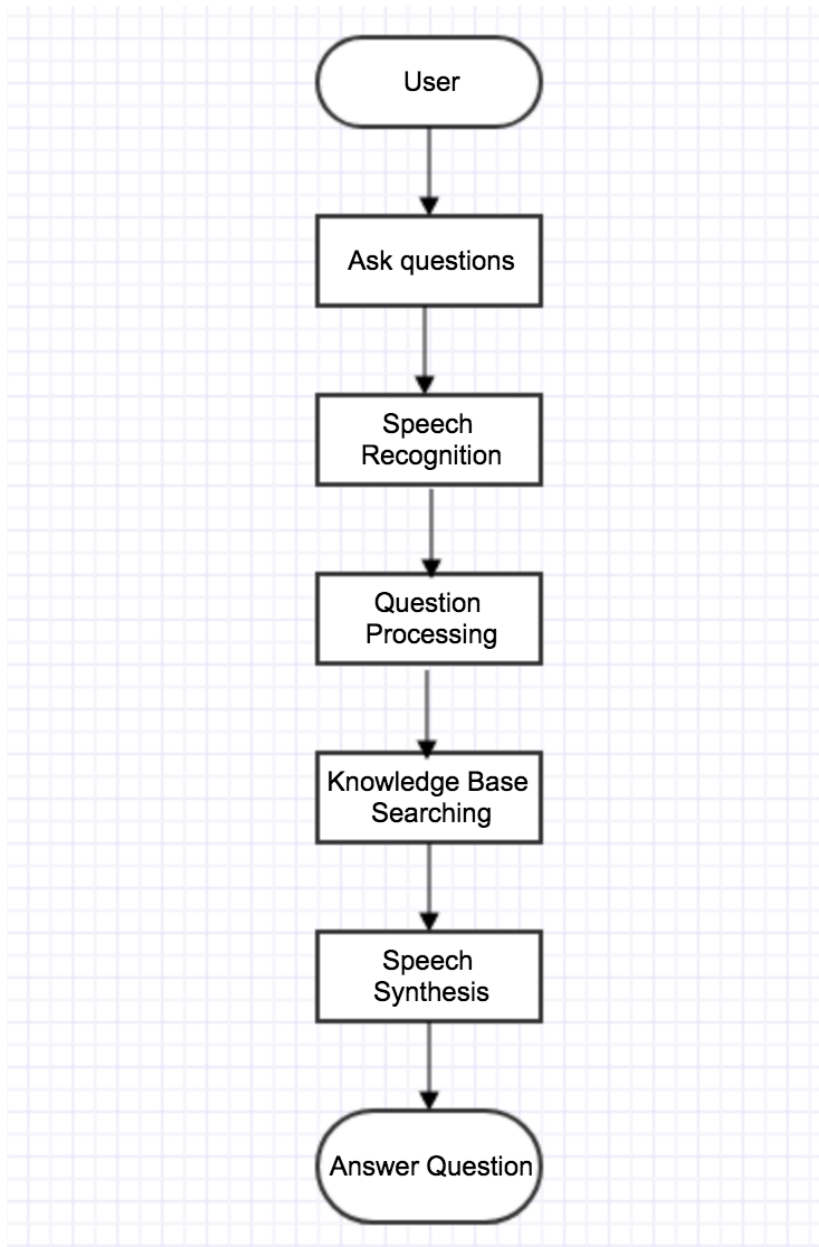 User
Ask questions
Speech
Recognition
Question
Processing
Knowledge Base
Searching
Speech
Synthesis
Answer Question